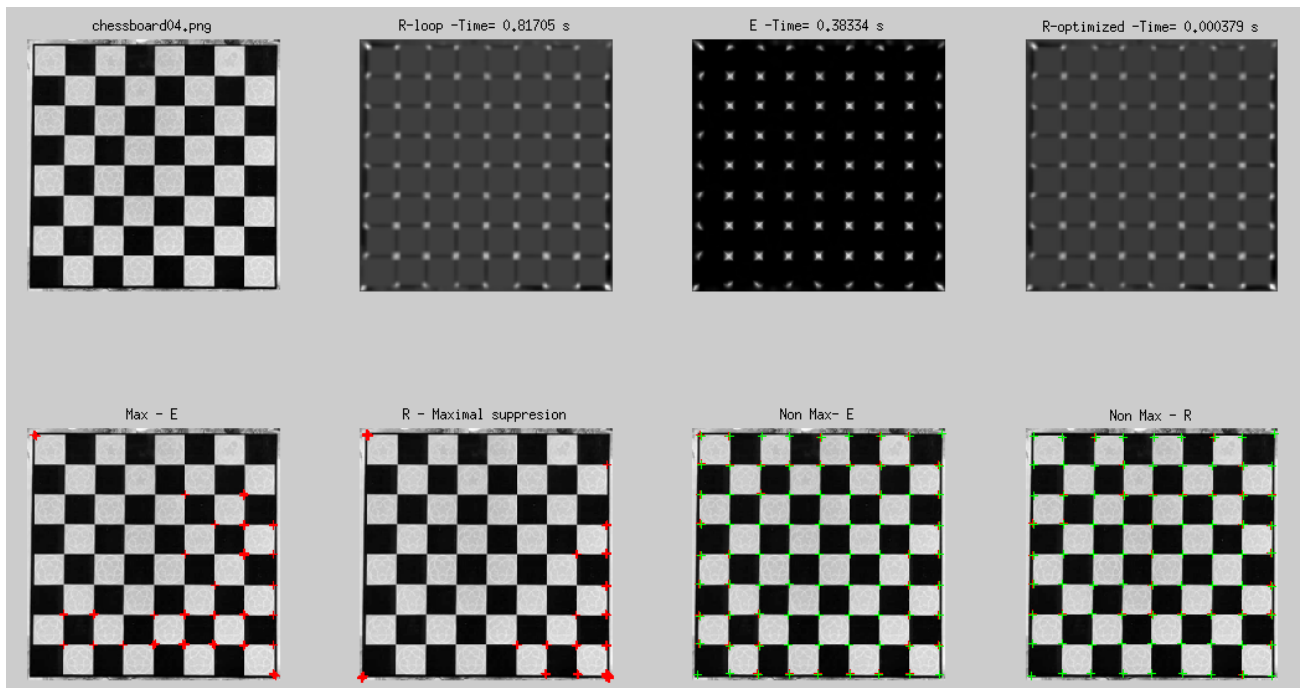 chessboard04.png
R-loop -Time= 0.81705 s
E -Time= 0.38334 s
R-optimized -Time= 0.000379 s
Max - E
R - Maximal suppresion
Non Max- E
Non Max - R